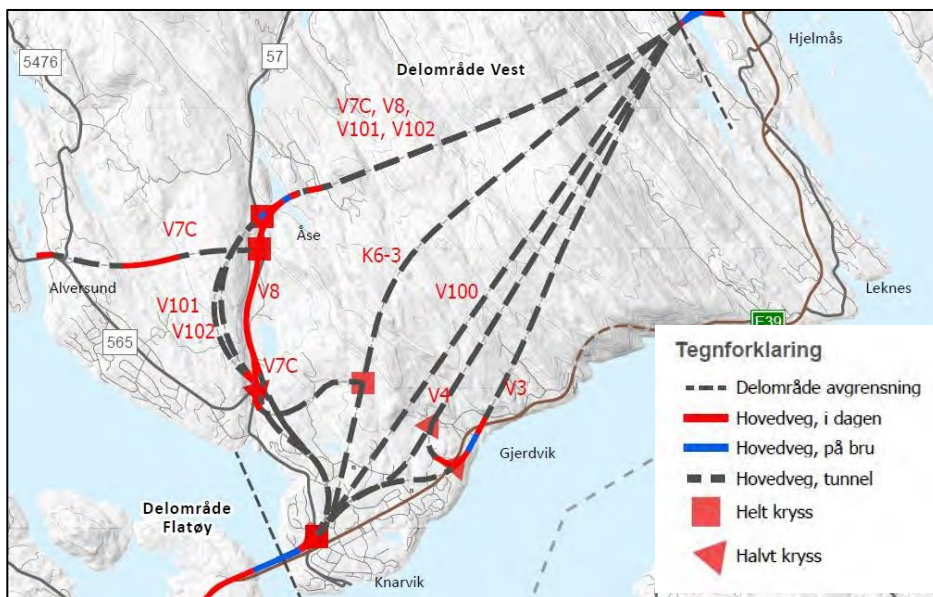 5476
57
Delområde Vest
Hjelmås
V7C, V8,
V101, V102
V7C
Åse
K6-3
Alversund
V101
V8
V100
Leknes
V102
565
E39
V7C
V4
V3
Gjerdvik
Delområde
Flatøy
Knarvik
Tegnforklaring
Delområde avgrensning
Hovedveg, i dagen
Hovedveg, på bru
Hovedveg, tunnel
Helt kryss
Halvt kryss